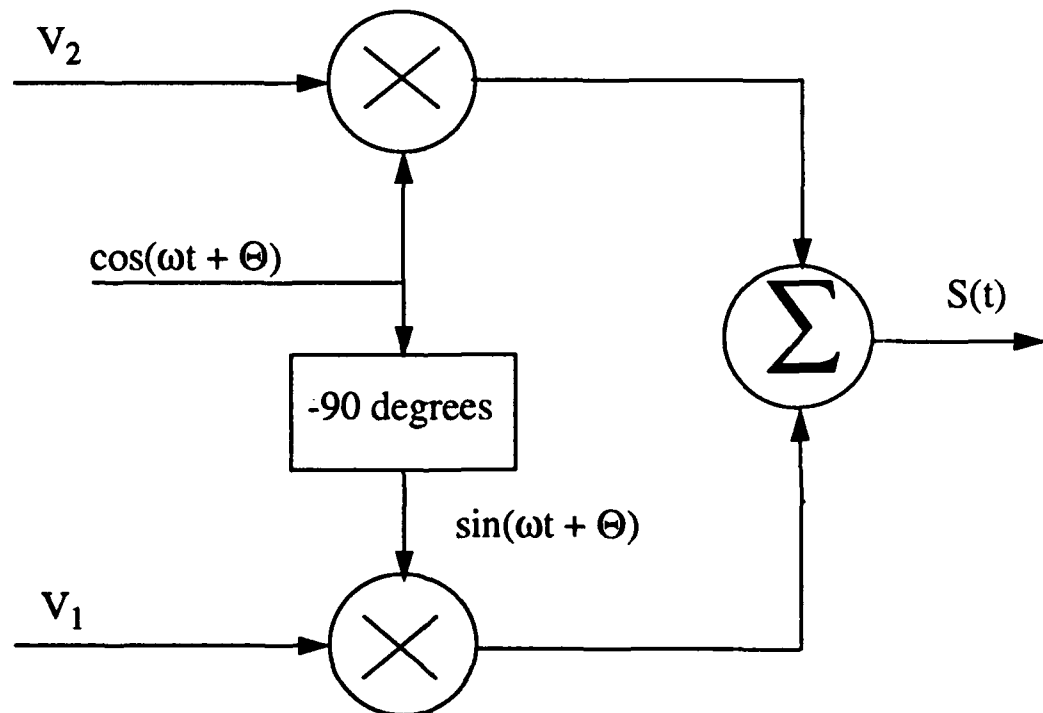 V₂
cos(ωt + Θ)
Σ
S(t)
-90 degrees
sin(ωt + Θ)
V₁